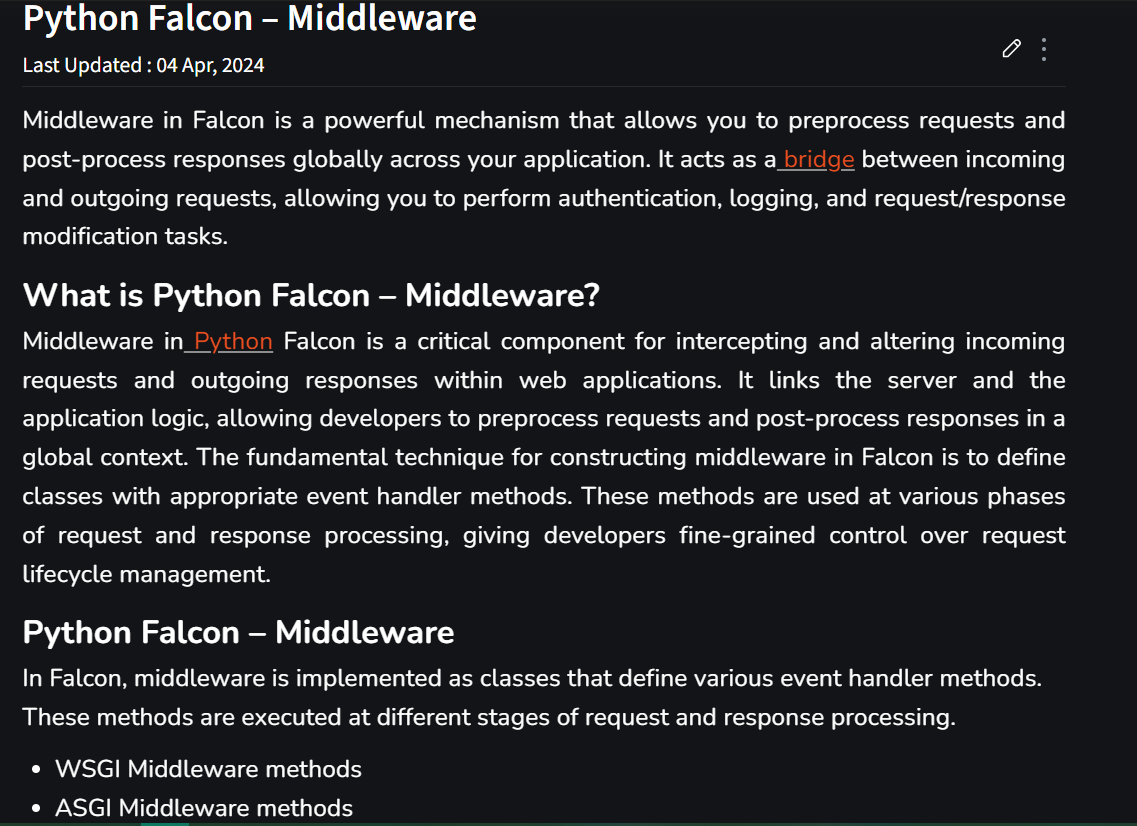 Python Falcon – Middleware
Last Updated : 04 Apr, 2024
Middleware in Falcon is a powerful mechanism that allows you to preprocess requests and
post-process responses globally across your application. It acts as a bridge between incoming
and outgoing requests, allowing you to perform authentication, logging, and request/response
modification tasks.
What is Python Falcon – Middleware?
Middleware in Python Falcon is a critical component for intercepting and altering incoming
requests and outgoing responses within web applications. It links the server and the
application logic, allowing developers to preprocess requests and post-process responses in a
global context. The fundamental technique for constructing middleware in Falcon is to define
classes with appropriate event handler methods. These methods are used at various phases
of request and response processing, giving developers fine-grained control over request
lifecycle management.
Python Falcon – Middleware
In Falcon, middleware is implemented as classes that define various event handler methods.
These methods are executed at different stages of request and response processing.
• WSGI Middleware methods
• ASGI Middleware methods